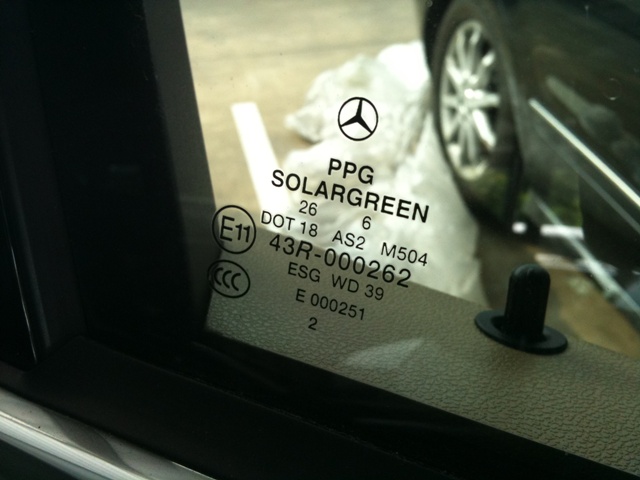 PPG
SOLARGREEN
26 6
DOT 18 AS2 M504
E11 43R-000262
CCC ESG WD 39
E 000251
2